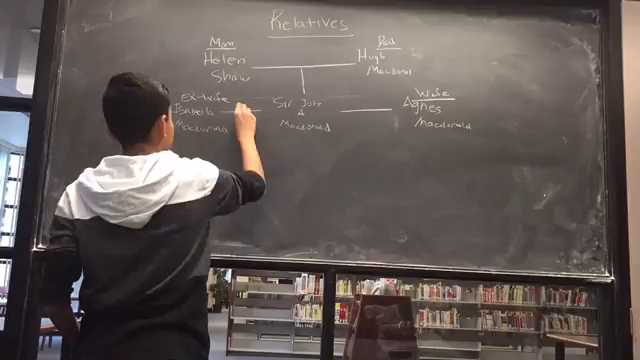 Relatives
Mom
Helen
Shaw
Dad
Hugh
Macdonald
Ex-Wife
Isabella
Macdonald
Sir John
A
Macdonald
Wife
Agnes
Macdonald